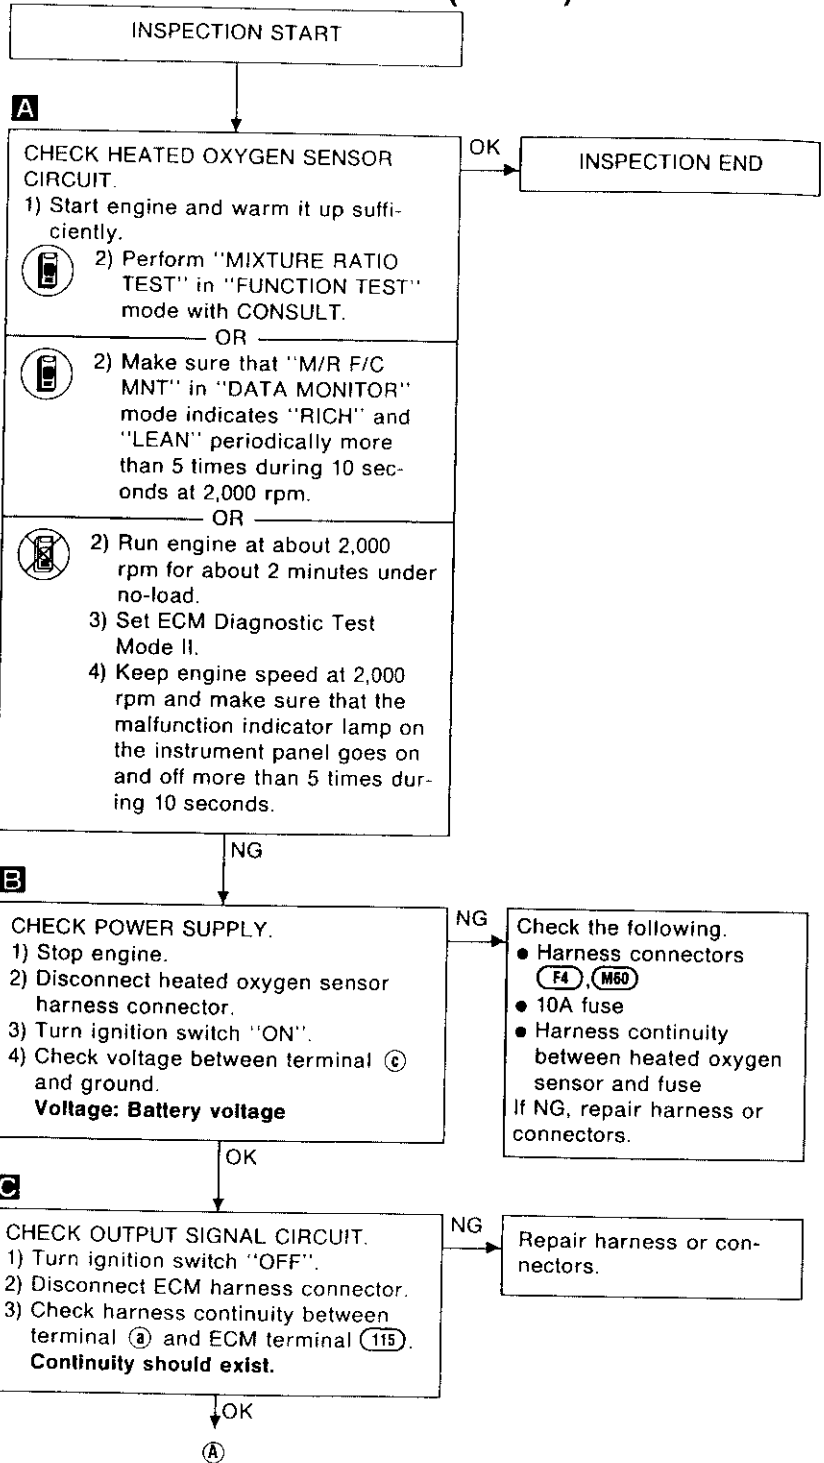 INSPECTION START
A
CHECK HEATED OXYGEN SENSOR
CIRCUIT.
1) Start engine and warm it up suffi-
ciently.
2) Perform "MIXTURE RATIO
TEST" in "FUNCTION TEST"
mode with CONSULT.
OR
2) Make sure that "M/R F/C
MNT" in "DATA MONITOR"
mode indicates "RICH" and
"LEAN" periodically more
than 5 times during 10 sec-
onds at 2,000 rpm.
OR
2) Run engine at about 2,000
rpm for about 2 minutes under
no-load.
3) Set ECM Diagnostic Test
Mode II.
4) Keep engine speed at 2,000
rpm and make sure that the
malfunction indicator lamp on
the instrument panel goes on
and off more than 5 times dur-
ing 10 seconds.
OK
INSPECTION END
NG
B
CHECK POWER SUPPLY.
1) Stop engine.
2) Disconnect heated oxygen sensor
harness connector.
3) Turn ignition switch "ON".
4) Check voltage between terminal ⓒ
and ground.
Voltage: Battery voltage
NG
Check the following.
● Harness connectors
(F4),(M60)
● 10A fuse
● Harness continuity
between heated oxygen
sensor and fuse
If NG, repair harness or
connectors.
OK
C
CHECK OUTPUT SIGNAL CIRCUIT.
1) Turn ignition switch "OFF".
2) Disconnect ECM harness connector.
3) Check harness continuity between
terminal ⓐ and ECM terminal (115).
Continuity should exist.
NG
Repair harness or con-
nectors.
OK
Ⓐ